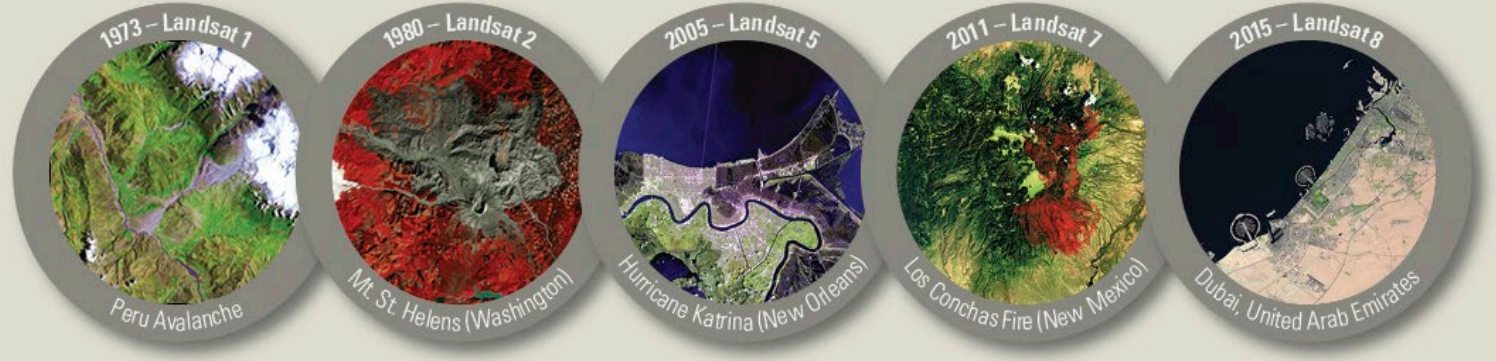 1973 – Landsat 1
Peru Avalanche
1980 – Landsat 2
Mt. St. Helens (Washington)
2005 – Landsat 5
Hurricane Katrina (New Orleans)
2011 – Landsat 7
Los Conchas Fire (New Mexico)
2015 – Landsat 8
Dubai, United Arab Emirates